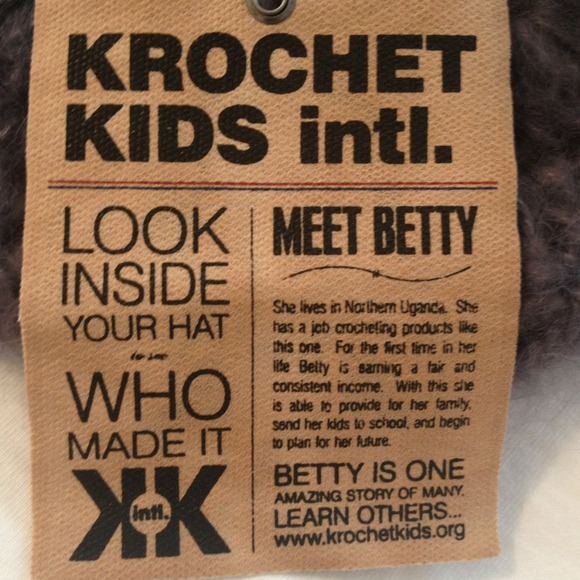 KROCHET
KIDS intl.
LOOK
INSIDE
YOUR HAT
to see
WHO
MADE IT
K intl. K
MEET BETTY
She lives in Northern Uganda. She
has a job crocheting products like
this one. For the first time in her
life Betty is earning a fair and
consistent income. With this she
is able to provide for her family,
send her kids to school, and begin
to plan for her future.
BETTY IS ONE
AMAZING STORY OF MANY.
LEARN OTHERS...
www.krochetkids.org